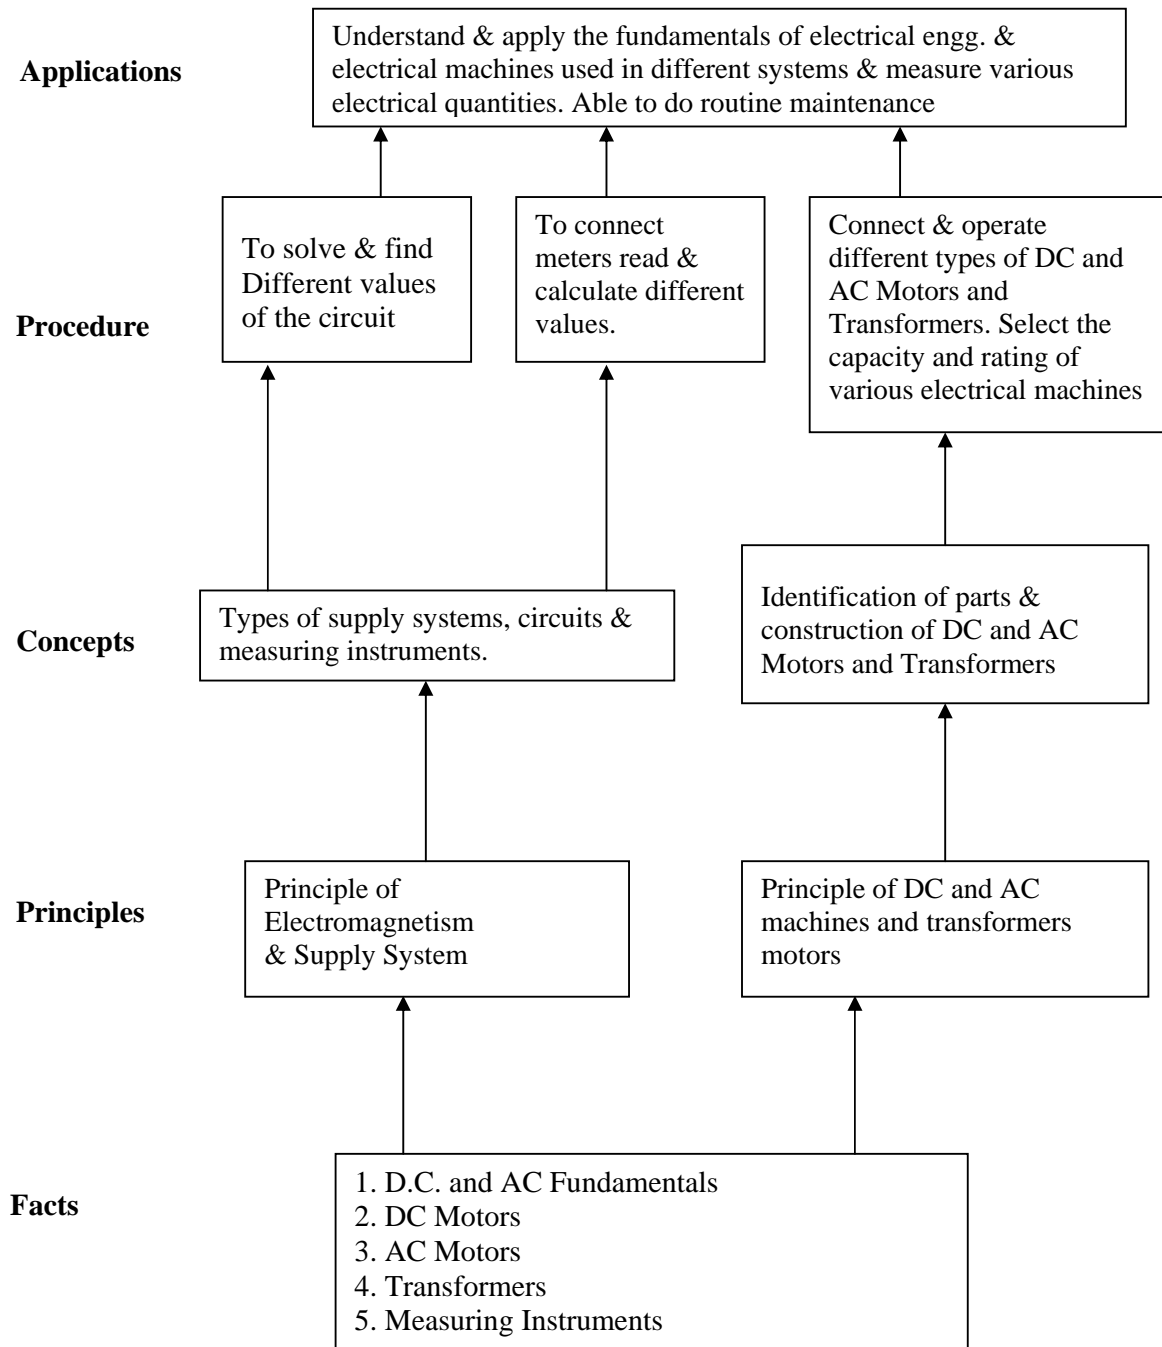 Applications
Understand & apply the fundamentals of electrical engg. &
electrical machines used in different systems & measure various
electrical quantities. Able to do routine maintenance
Procedure
To solve & find
Different values
of the circuit
To connect
meters read &
calculate different
values.
Connect & operate
different types of DC and
AC Motors and
Transformers. Select the
capacity and rating of
various electrical machines
Concepts
Types of supply systems, circuits &
measuring instruments.
Identification of parts &
construction of DC and AC
Motors and Transformers
Principles
Principle of
Electromagnetism
& Supply System
Principle of DC and AC
machines and transformers
motors
Facts
1. D.C. and AC Fundamentals
2. DC Motors
3. AC Motors
4. Transformers
5. Measuring Instruments